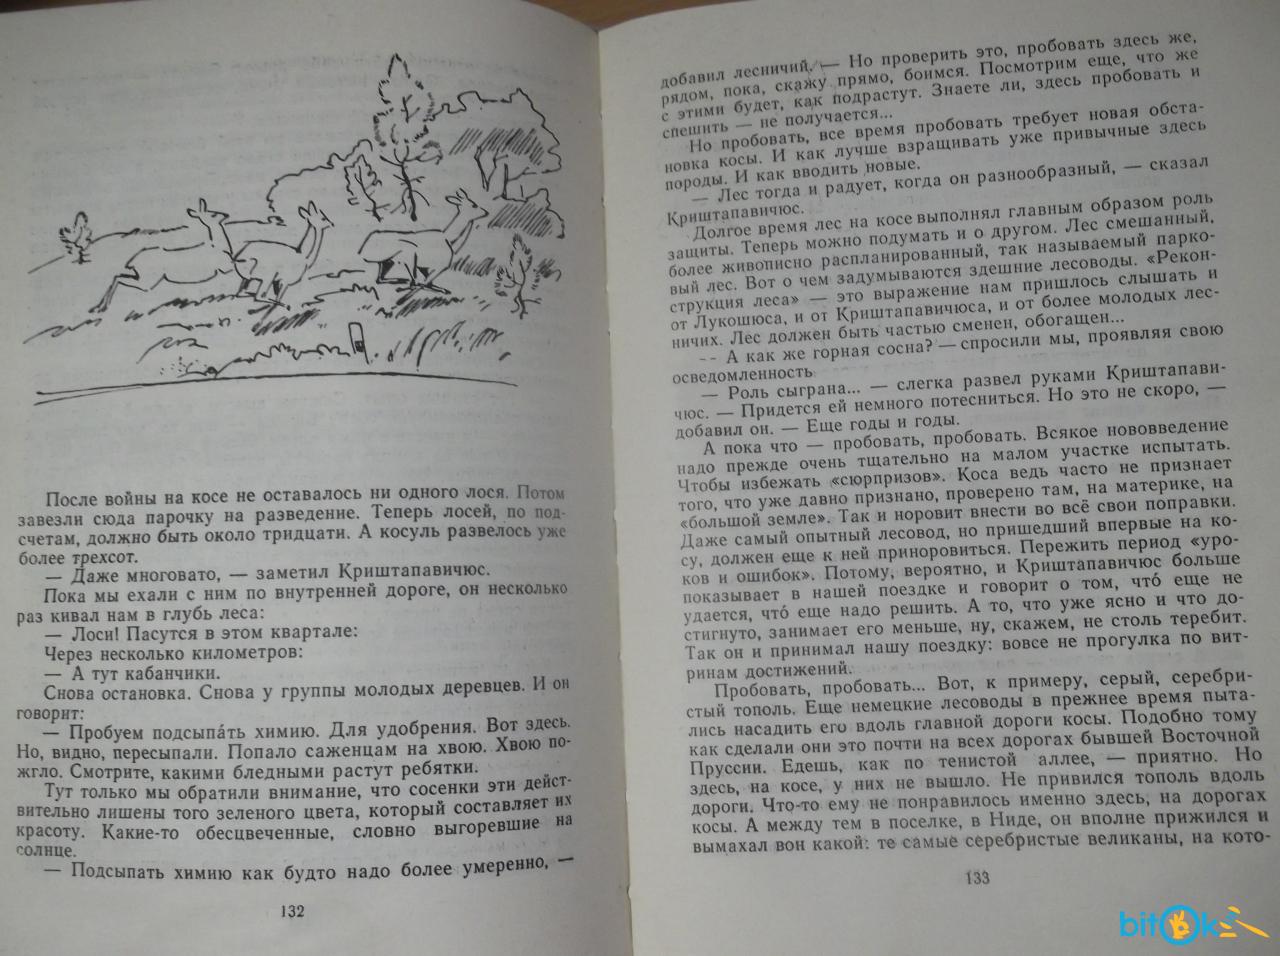 После войны на косе не оставалось ни одного лося. Потом
завезли сюда парочку на разведение. Теперь лосей, по под-
счетам, должно быть около тридцати. А косуль развелось уже
более трехсот.
— Даже многовато, — заметил Криштапавичюс.
Пока мы ехали с ним по внутренней дороге, он несколько
раз кивал нам в глубь леса:
— Лоси! Пасутся в этом квартале:
Через несколько километров:
— А тут кабанчики.
Снова остановка. Снова у группы молодых деревцев. И он
говорит:
— Пробуем подсыпа́ть химию. Для удобрения. Вот здесь.
Но, видно, пересыпали. Попало саженцам на хвою. Хвою по-
жгло. Смотрите, какими бледными растут ребятки.
Тут только мы обратили внимание, что сосенки эти дейст-
вительно лишены того зеленого цвета, который составляет их
красоту. Какие-то обесцвеченные, словно выгоревшие на
солнце.
— Подсыпать химию как будто надо более умеренно, —
132
добавил лесничий. — Но проверить это, пробовать здесь же,
рядом, пока, скажу прямо, боимся. Посмотрим еще, что же
с этими будет, как подрастут. Знаете ли, здесь пробовать и
спешить — не получается...
Но пробовать, все время пробовать требует новая обста-
новка косы. И как лучше взращивать уже привычные здесь
породы. И как вводить новые.
— Лес тогда и радует, когда он разнообразный, — сказал
Криштапавичюс.
Долгое время лес на косе выполнял главным образом роль
защиты. Теперь можно подумать и о другом. Лес смешанный,
более живописно распланированный, так называемый парко-
вый лес. Вот о чем задумываются здешние лесоводы. «Рекон-
струкция леса» — это выражение нам пришлось слышать и
от Лукошюса, и от Криштапавичюса, и от более молодых лес-
ничих. Лес должен быть частью сменен, обогащен...
-- А как же горная сосна? — спросили мы, проявляя свою
осведомленность
— Роль сыграна... — слегка развел руками Криштапави-
чюс. — Придется ей немного потесниться. Но это не скоро, —
добавил он. — Еще годы и годы.
А пока что — пробовать, пробовать. Всякое нововведение
надо прежде очень тщательно на малом участке испытать.
Чтобы избежать «сюрпризов». Коса ведь часто не признает
того, что уже давно признано, проверено там, на материке, на
«большой земле». Так и норовит внести во всё свои поправки.
Даже самый опытный лесовод, но пришедший впервые на ко-
су, должен еще к ней приноровиться. Пережить период «уро-
ков и ошибок». Потому, вероятно, и Криштапавичюс больше
показывает в нашей поездке и говорит о том, что́ еще не
удается, что́ еще надо решить. А то, что уже ясно и что до-
стигнуто, занимает его меньше, ну, скажем, не столь теребит.
Так он и принимал нашу поездку: вовсе не прогулка по вит-
ринам достижений.
Пробовать, пробовать... Вот, к примеру, серый, серебри-
стый тополь. Еще немецкие лесоводы в прежнее время пыта-
лись насадить его вдоль главной дороги косы. Подобно тому
как сделали они это почти на всех дорогах бывшей Восточной
Пруссии. Едешь, как по тенистой аллее, — приятно. Но
здесь, на косе, у них не вышло. Не привился тополь вдоль
дороги. Что-то ему не понравилось именно здесь, на дорогах
косы. А между тем в поселке, в Ниде, он вполне прижился и
вымахал вон какой: те самые серебристые великаны, на кото-
133
bitOk